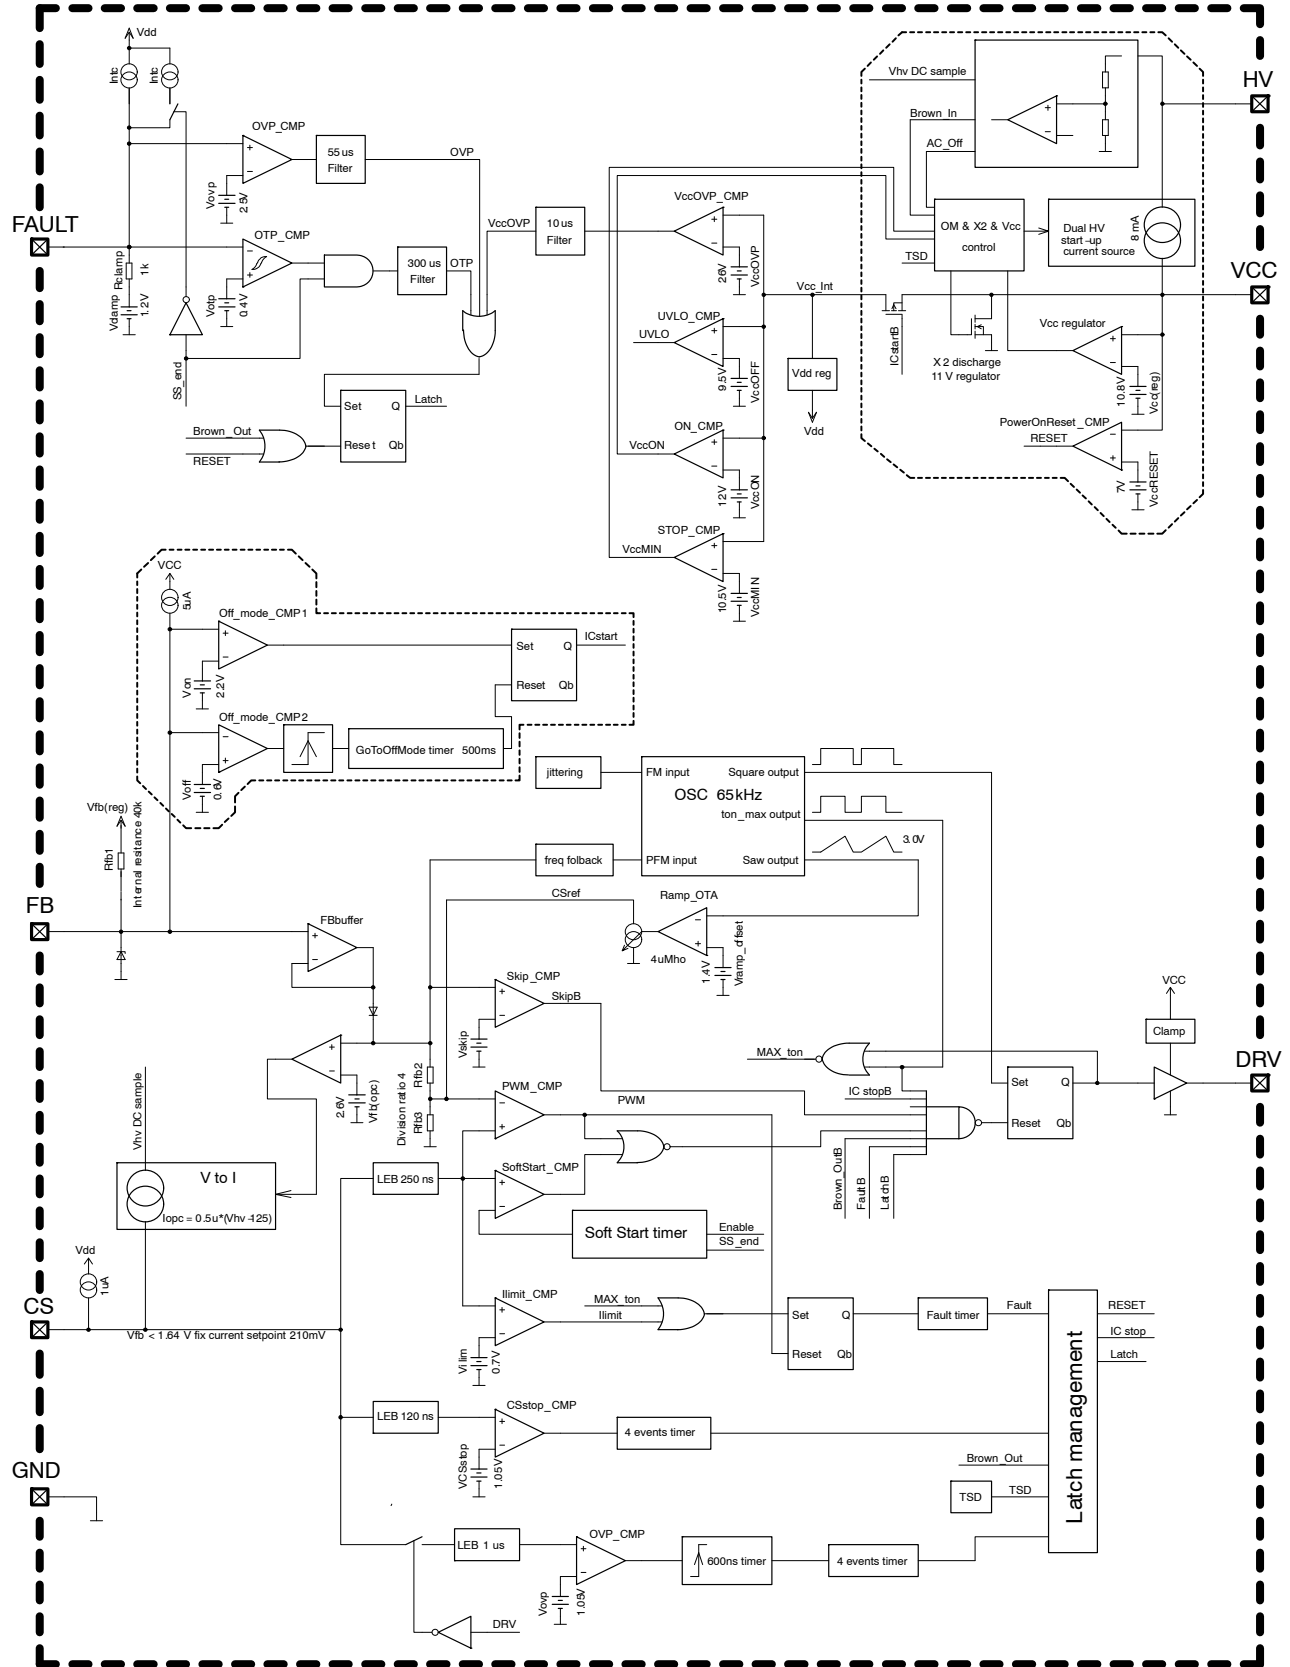 Vdd
Intc
Intc
HV
Vhv DC sample
Brown_In
AC_Off
OVP_CMP
55 us
Filter
OVP
Vovp
2.5V
FAULT
OTP_CMP
300 us
Filter
OTP
Votp
0.4V
Rclamp
1k
Vclamp
1.2V
SS_end
VccOVP
10 us
Filter
VccOVP_CMP
26V
VccOVP
OM & X2 & Vcc
control
TSD
Dual HV
start-up
current source
8 mA
VCC
Vcc_Int
UVLO_CMP
UVLO
9.5V
VccOFF
Vdd reg
Vdd
ICstartB
X2 discharge
11 V regulator
Vcc regulator
10.8V
Vcc(reg)
PowerOnReset_CMP
RESET
7V
VccRESET
Set
Q
Latch
Reset
Qb
Brown_Out
RESET
ON_CMP
VccON
12V
VccON
STOP_CMP
VccMIN
10.5V
VccMIN
VCC
5uA
Off_mode_CMP1
Von
2.2V
Set
Q
ICstart
Reset
Qb
Off_mode_CMP2
GoToOffMode timer 500ms
Voff
0.6V
Vfb(reg)
Rfb1
Internal resitance 40k
FB
jittering
FM input
Square output
OSC 65kHz
ton_max output
PFM input
Saw output
3.0V
freq folback
CSref
Ramp_OTA
4uMho
1.4V
Vramp_offset
FBbuffer
Skip_CMP
SkipB
Vskip
2.6V
Vfb(opc)
Division ratio 4
Rfb2
Rfb3
PWM_CMP
PWM
VCC
Clamp
DRV
MAX_ton
IC stopB
Set
Q
Reset
Qb
Brown_OutB
FaultB
LatchB
Vhv DC sample
V to I
Iopc = 0.5u*(Vhv-125)
LEB 250 ns
SoftStart_CMP
Soft Start timer
Enable
SS_end
Vdd
1uA
CS
Vfb < 1.64 V fix current setpoint 210mV
Ilimit_CMP
MAX_ton
Ilimit
Vilim
0.7V
Set
Q
Reset
Qb
Fault timer
Fault
Latch management
RESET
IC stop
Latch
LEB 120 ns
CSstop_CMP
VCSstop
1.05V
4 events timer
Brown_Out
TSD
TSD
GND
LEB 1 us
OVP_CMP
Vovp
1.05V
600ns timer
4 events timer
DRV